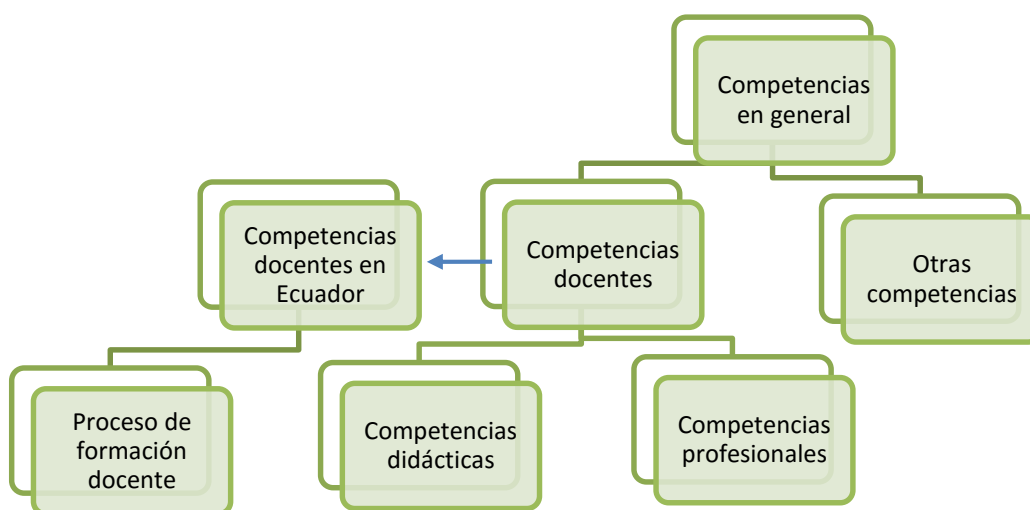 Competencias
en general
Competencias
docentes en
Ecuador
Competencias
docentes
Otras
competencias
Proceso de
formación
docente
Competencias
didácticas
Competencias
profesionales